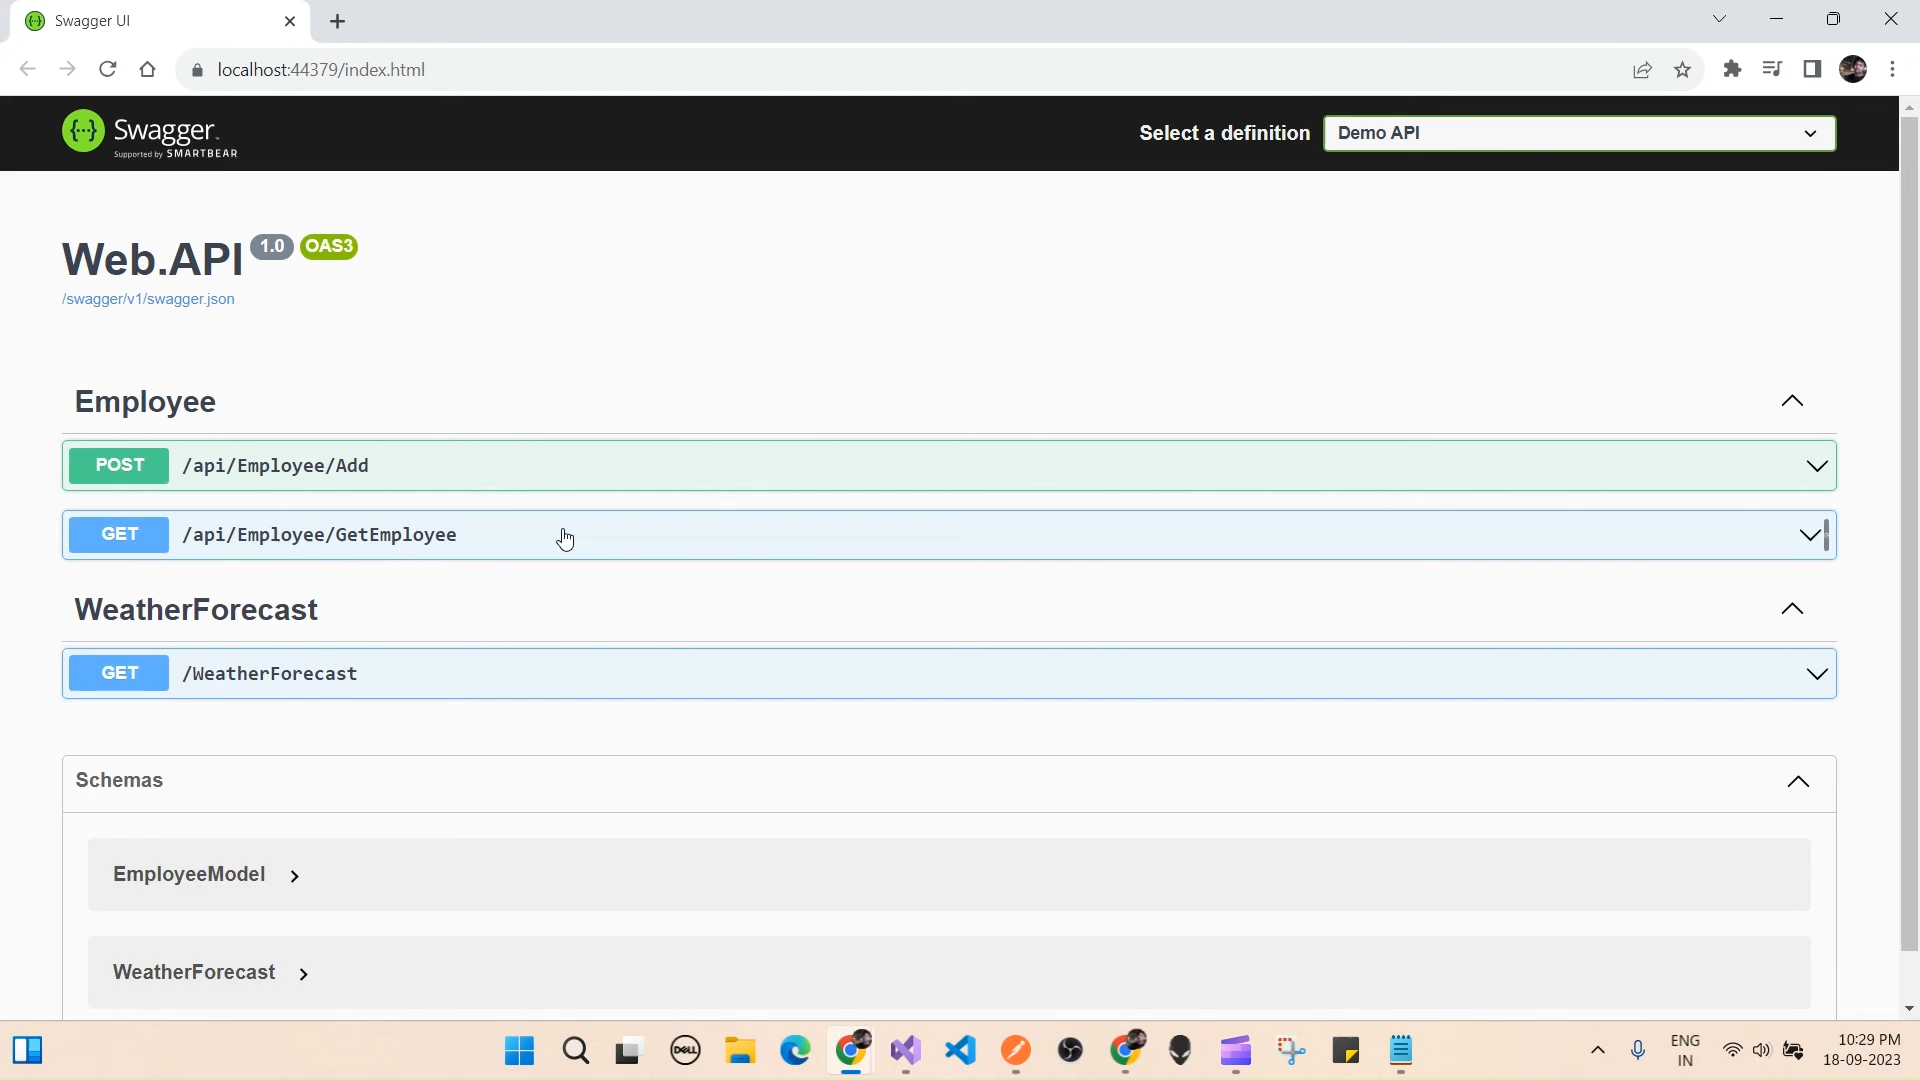 Swagger UI
localhost:44379/index.html
Swagger
Supported by SMARTBEAR
Select a definition
Demo API
Web.API 1.0 OAS3
/swagger/v1/swagger.json
Employee
POST /api/Employee/Add
GET /api/Employee/GetEmployee
WeatherForecast
GET /WeatherForecast
Schemas
EmployeeModel
WeatherForecast
DELL
ENG
IN
10:29 PM
18-09-2023